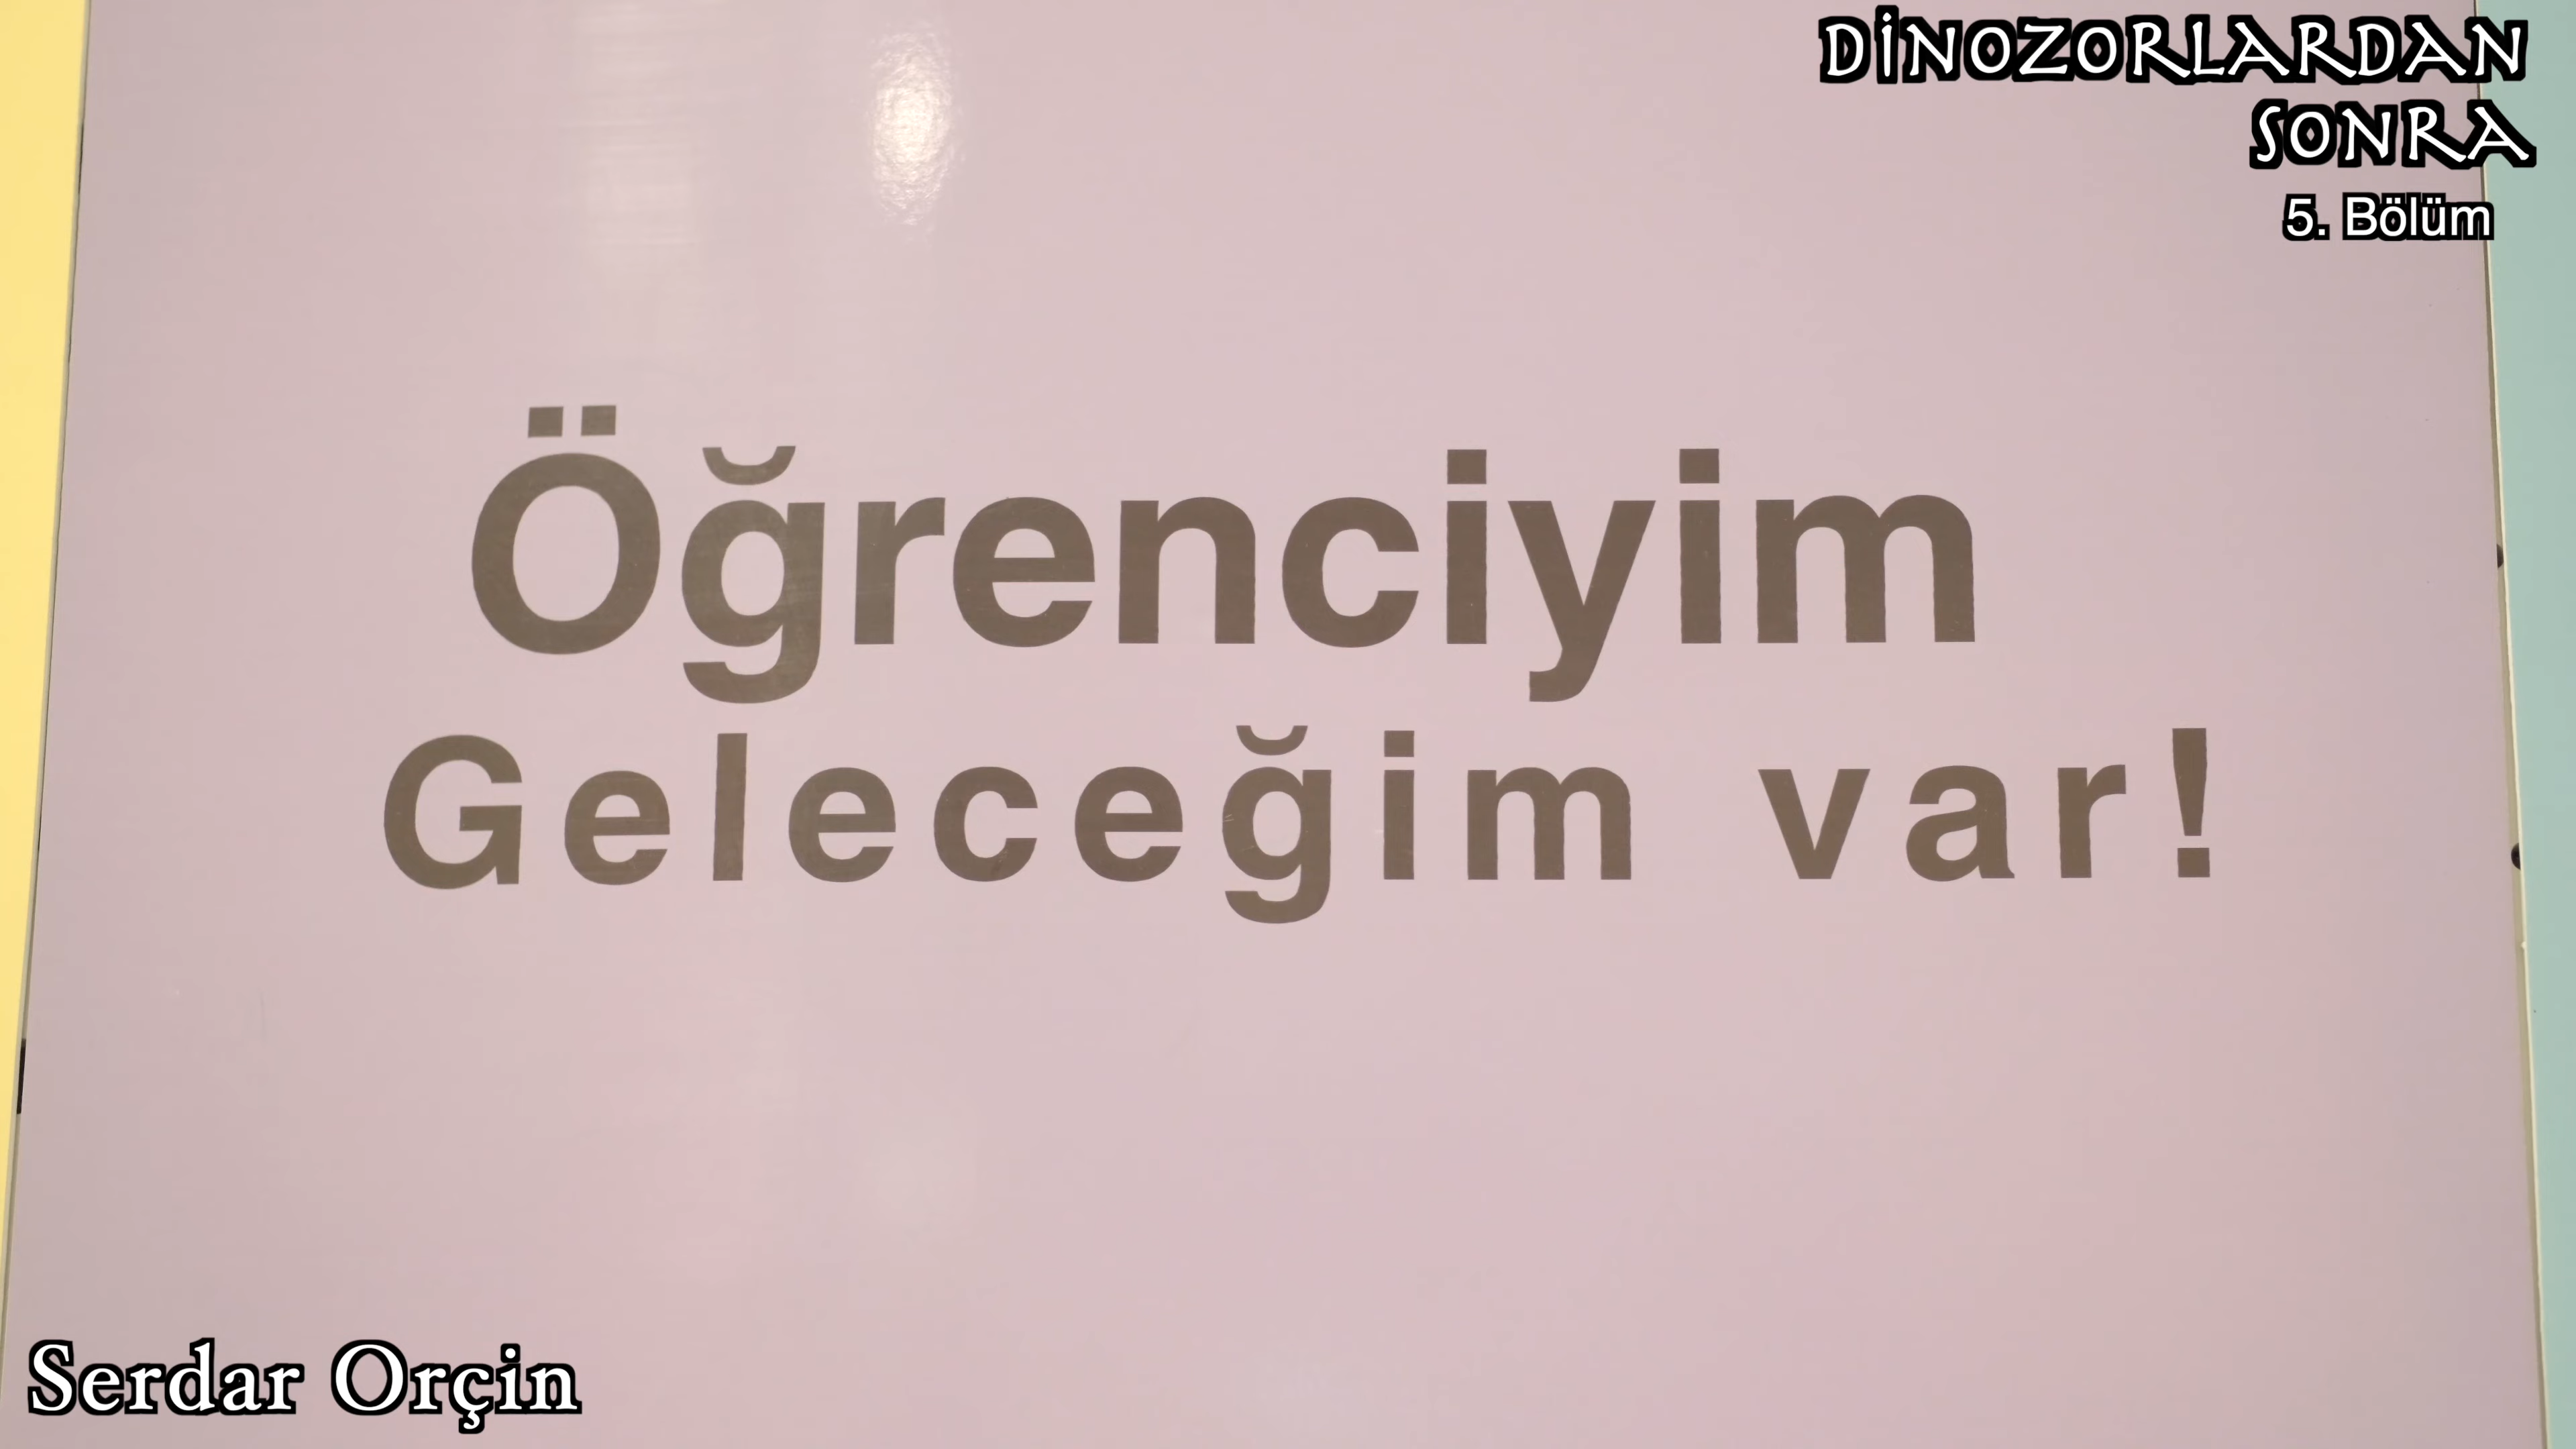 DİNOZORLARDAN
SONRA
5. Bölüm
Öğrenciyim
Geleceğim var!
Serdar Orçin